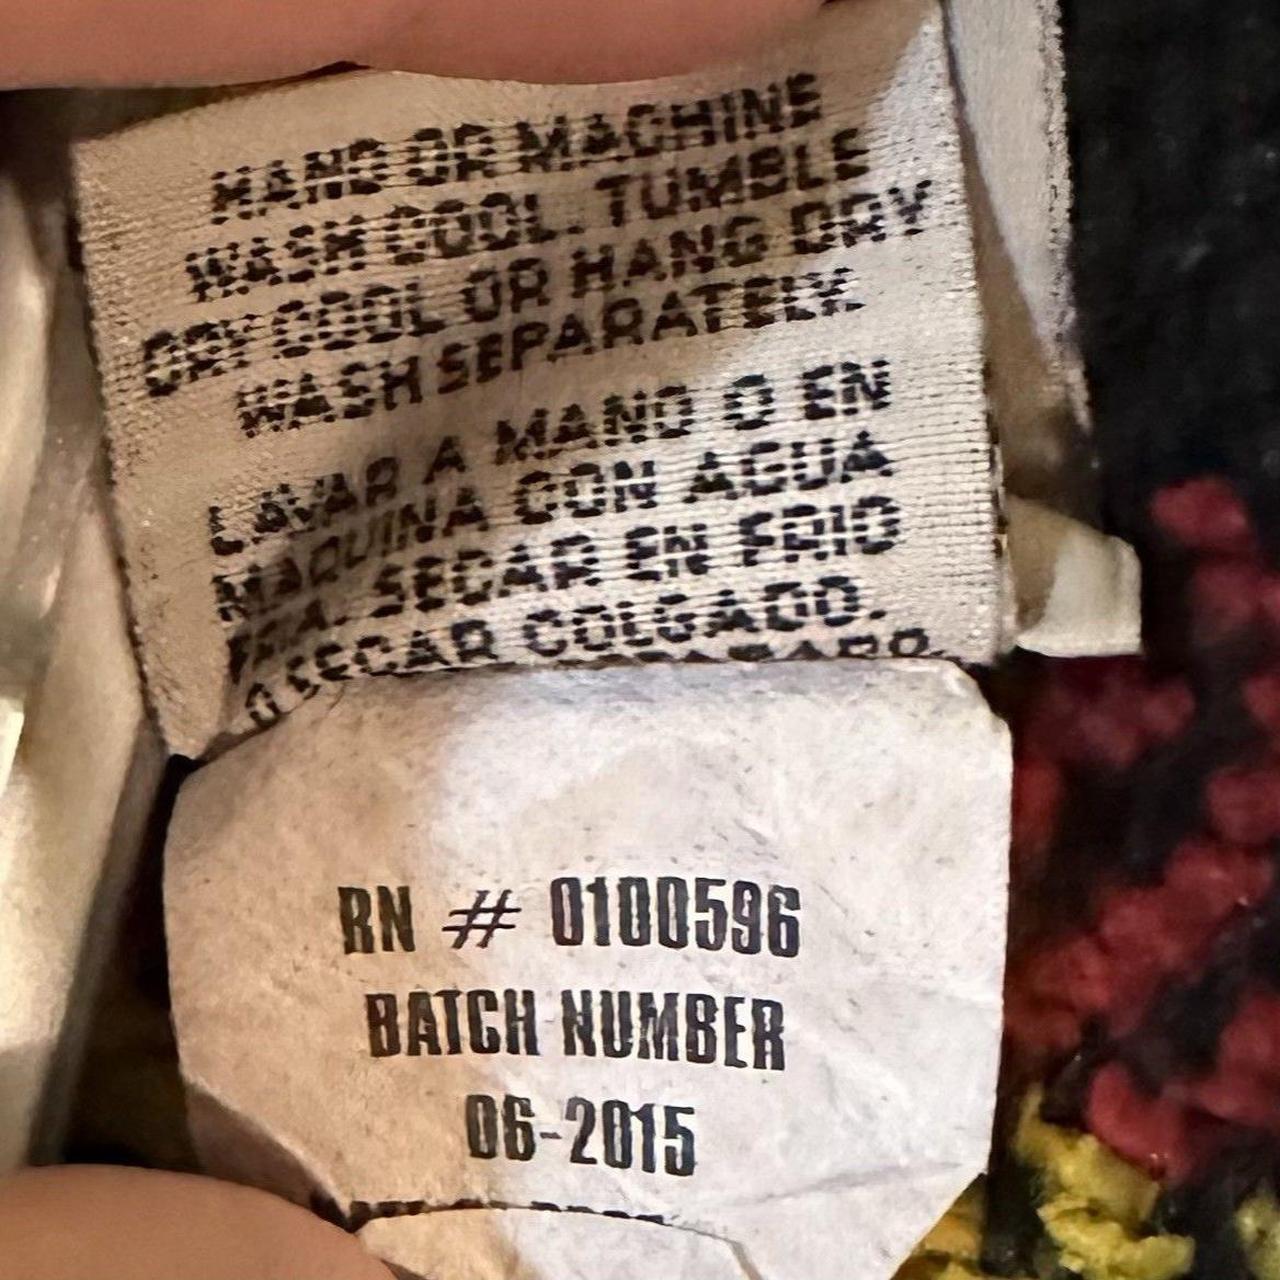 HAND OR MACHINE
WASH COOL. TUMBLE
DRY COOL OR HANG DRY
WASH SEPARATELY.
LAVAR A MANO O EN
MAQUINA CON AGUA
FRIA. SECAR EN FRIO
O SECAR COLGADO.
RN # 0100596
BATCH NUMBER
06-2015